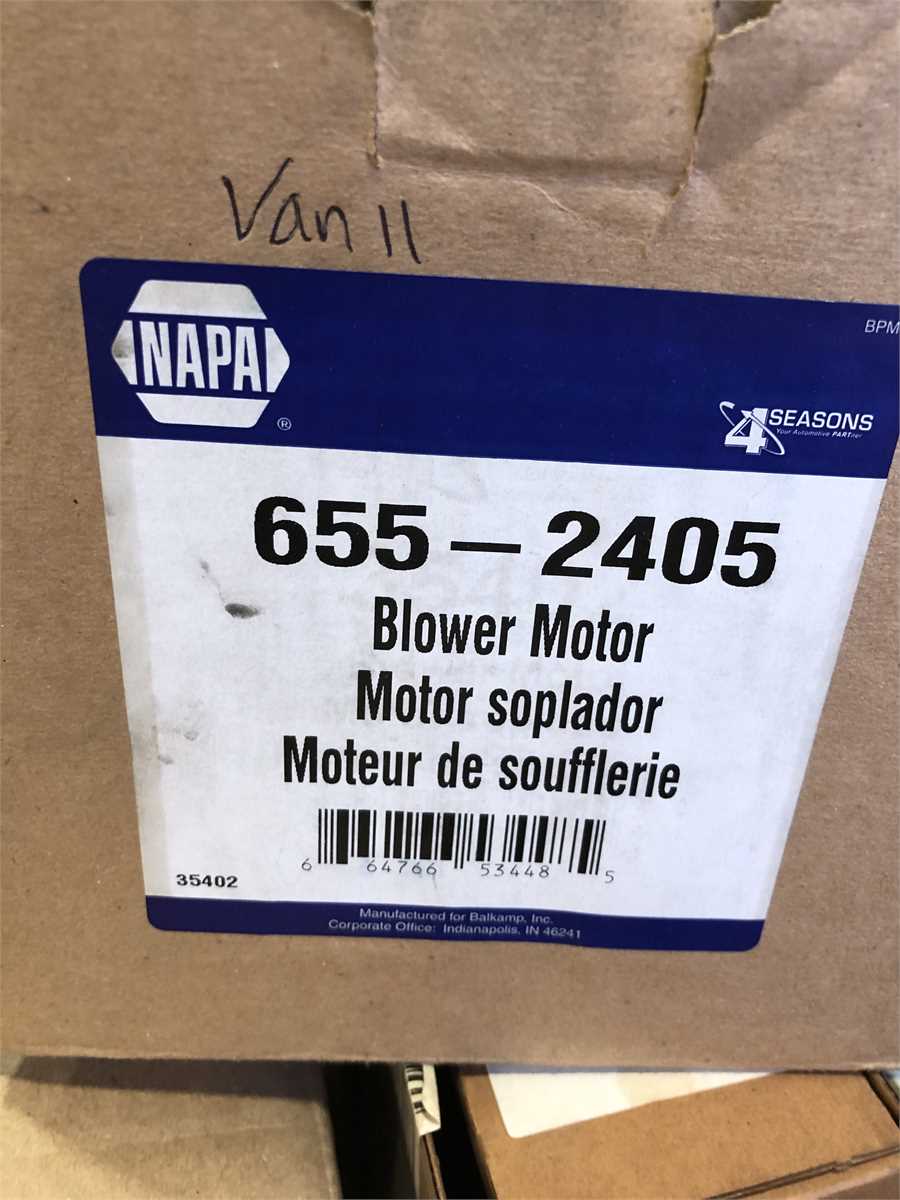 Van 11
NAPA
®
BPM
4 SEASONS
Your Automotive PARTner
655-2405
Blower Motor
Motor soplador
Moteur de soufflerie
6 64766 53448 5
35402
Manufactured for Balkamp, Inc.
Corporate Office: Indianapolis, IN 46241